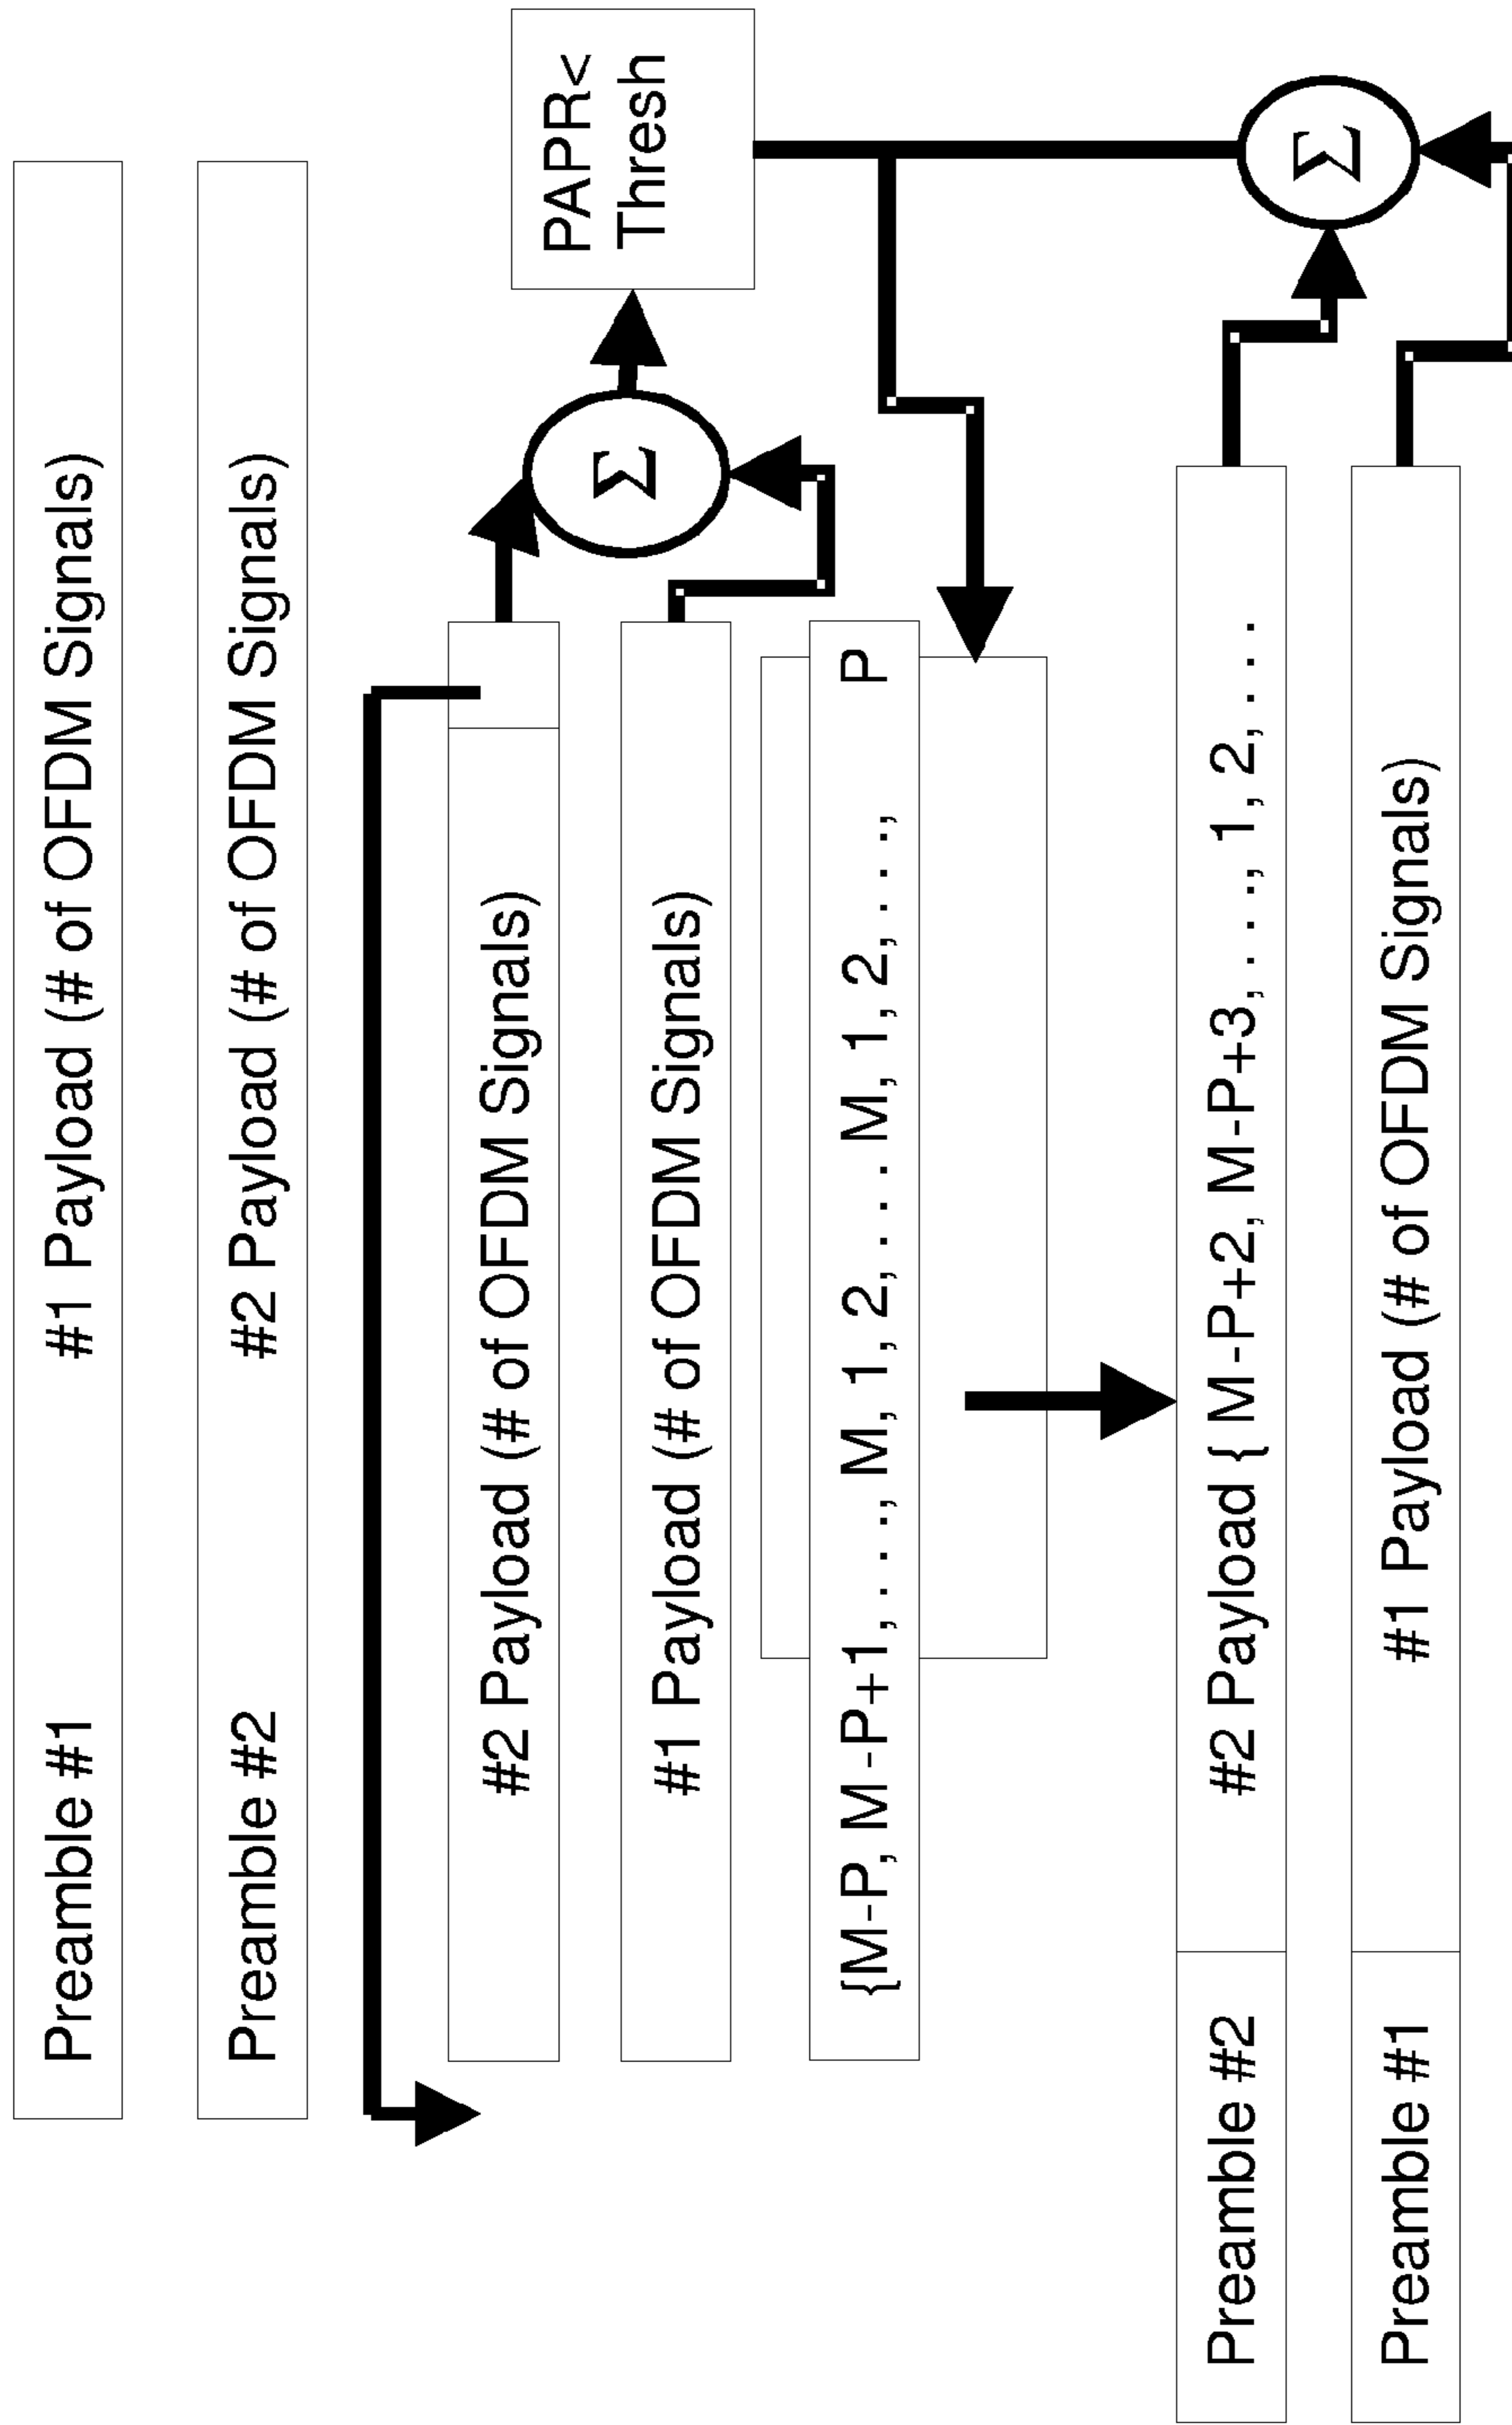 Preamble #1 #1 Payload (# of OFDM Signals)
Preamble #2 #2 Payload (# of OFDM Signals)
PAPR<
Thresh
#2 Payload (# of OFDM Signals)
Σ
#1 Payload (# of OFDM Signals)
{M-P, M-P+1, . . ., M, 1, 2, . . . M, 1, 2, . . ., P
Preamble #2 #2 Payload { M-P+2, M-P+3, . . ., 1, 2, . . .
Σ
Preamble #1 #1 Payload (# of OFDM Signals)